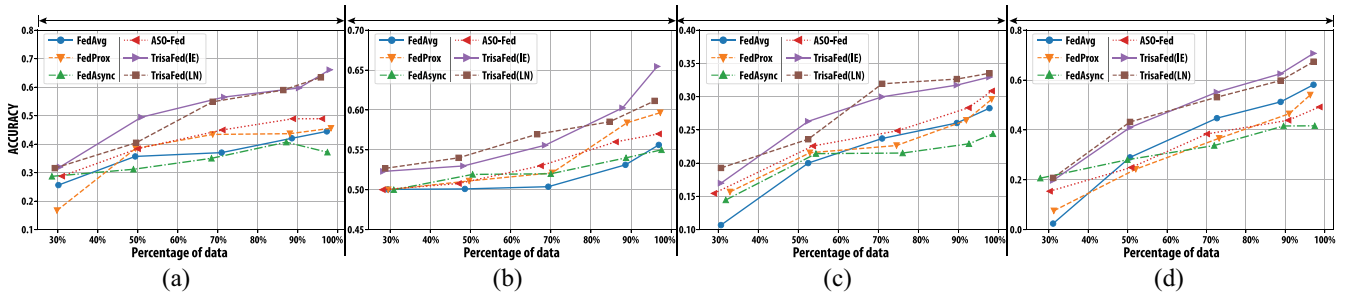 0.8
0.7
0.6
0.5
0.4
0.3
0.2
0.1
ACCURACY
FedAvg
FedProx
FedAsync
ASO-Fed
TrisaFed(IE)
TrisaFed(LN)
30% 40% 50% 60% 70% 80% 90% 100%
Percentage of data
(a)
0.70
0.65
0.60
0.55
0.50
0.45
FedAvg
FedProx
FedAsync
ASO-Fed
TrisaFed(IE)
TrisaFed(LN)
30% 40% 50% 60% 70% 80% 90% 100%
Percentage of data
(b)
0.40
0.35
0.30
0.25
0.20
0.15
0.10
FedAvg
FedProx
FedAsync
ASO-Fed
TrisaFed(IE)
TrisaFed(LN)
30% 40% 50% 60% 70% 80% 90% 100%
Percentage of data
(c)
0.8
0.6
0.4
0.2
0.0
FedAvg
FedProx
FedAsync
ASO-Fed
TrisaFed(IE)
TrisaFed(LN)
30% 40% 50% 60% 70% 80% 90% 100%
Percentage of data
(d)